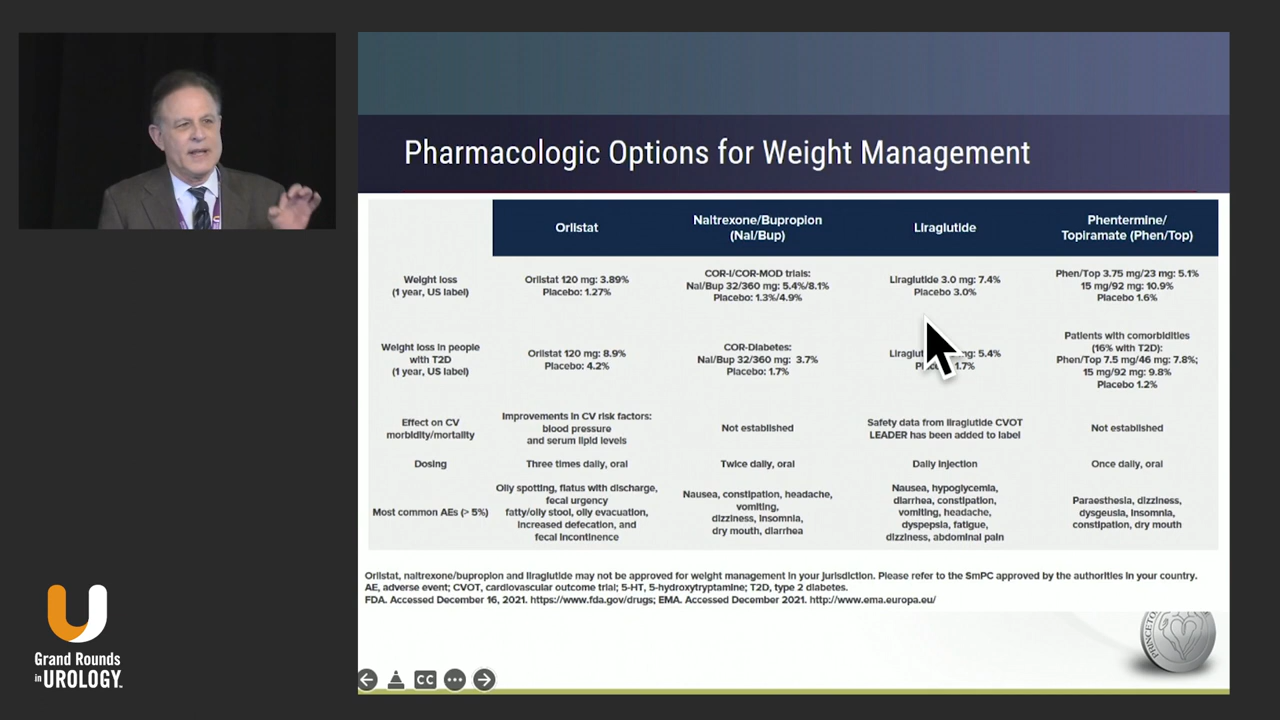 Pharmacologic Options for Weight Management
Orlistat
Naltrexone/Bupropion
(Nal/Bup)
Liraglutide
Phentermine/
Topiramate (Phen/Top)
Weight loss
(1 year, US label)
Orlistat 120 mg: 3.89%
Placebo: 1.27%
COR-I/COR-MOD trials:
Nal/Bup 32/360 mg: 5.4%/8.1%
Placebo: 1.3%/4.9%
Liraglutide 3.0 mg: 7.4%
Placebo 3.0%
Phen/Top 3.75 mg/23 mg: 5.1%
15 mg/92 mg: 10.9%
Placebo 1.6%
Weight loss in people
with T2D
(1 year, US label)
Orlistat 120 mg: 8.9%
Placebo: 4.2%
COR-Diabetes:
Nal/Bup 32/360 mg: 3.7%
Placebo: 1.7%
mg: 5.4%
1.7%
Patients with comorbidities
(16% with T2D):
Phen/Top 7.5 mg/46 mg: 7.8%;
15 mg/92 mg: 9.8%
Placebo 1.2%
Effect on CV
morbidity/mortality
Improvements in CV risk factors:
blood pressure
and serum lipid levels
Not established
Safety data from liraglutide CVOT
LEADER has been added to label
Not established
Dosing
Three times daily, oral
Twice daily, oral
Daily injection
Once daily, oral
Most common AEs (> 5%)
Oily spotting, flatus with discharge,
fecal urgency
fatty/oily stool, oily evacuation,
increased defecation, and
fecal incontinence
Nausea, constipation, headache,
vomiting,
dizziness, insomnia,
dry mouth, diarrhea
Nausea, hypoglycemia,
diarrhea, constipation,
vomiting, headache,
dyspepsia, fatigue,
dizziness, abdominal pain
Paraesthesia, dizziness,
dysgeusia, insomnia,
constipation, dry mouth
Orlistat, naltrexone/bupropion and liraglutide may not be approved for weight management in your jurisdiction. Please refer to the SmPC approved by the authorities in your country.
AE, adverse event; CVOT, cardiovascular outcome trial; 5-HT, 5-hydroxytryptamine; T2D, type 2 diabetes.
FDA. Accessed December 16, 2021. https://www.fda.gov/drugs; EMA. Accessed December 2021. http://www.ema.europa.eu/
CC
Grand Rounds
in UROLOGY